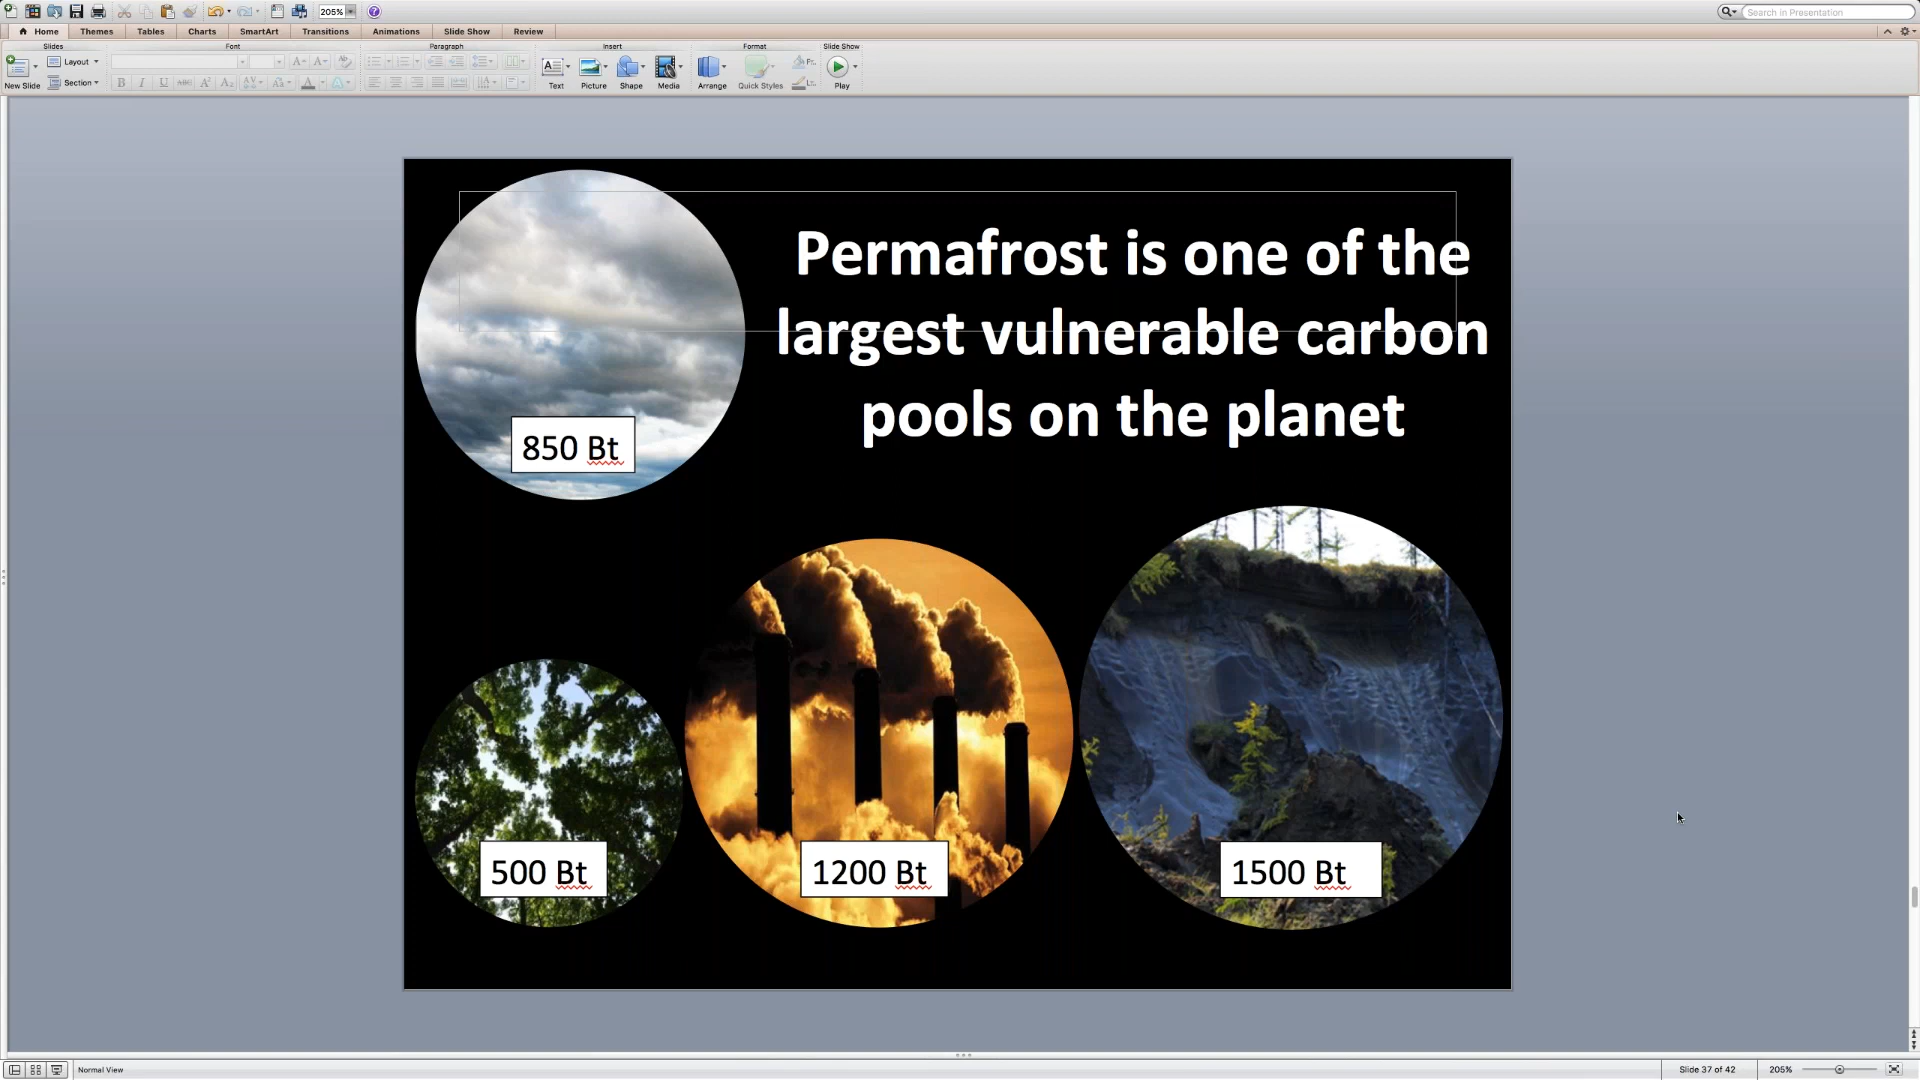 205%
Search in Presentation
Home
Themes
Tables
Charts
SmartArt
Transitions
Animations
Slide Show
Review
Slides
Font
Paragraph
Insert
Format
Slide Show
New Slide
Layout
Section
Text
Picture
Shape
Media
Arrange
Quick Styles
Play
Permafrost is one of the
largest vulnerable carbon
pools on the planet
850 Bt
500 Bt
1200 Bt
1500 Bt
Normal View
Slide 37 of 42
205%